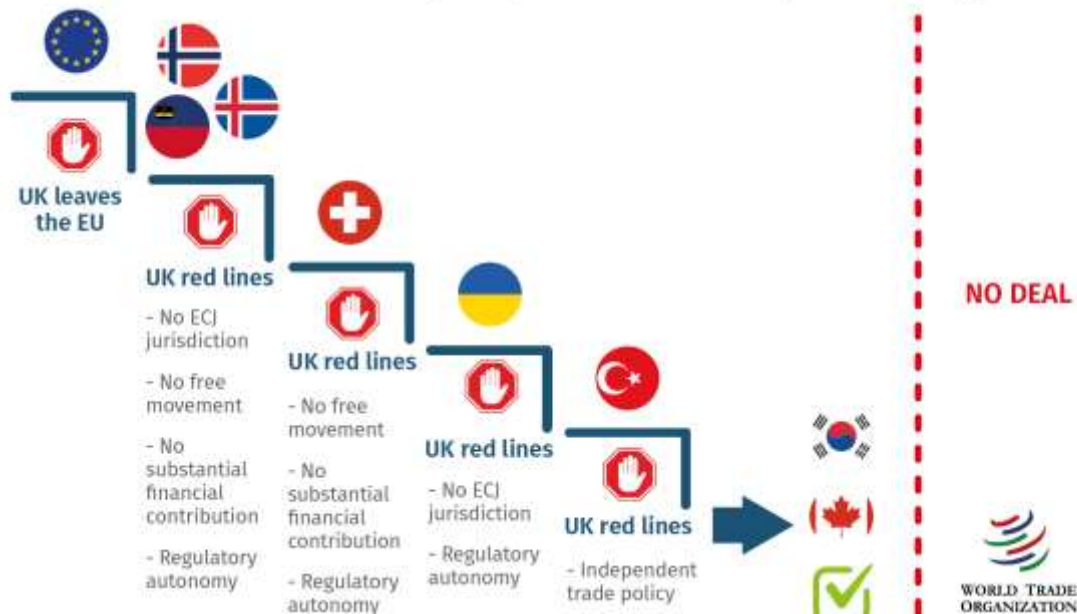 UK leaves
the EU
UK red lines
- No ECJ
jurisdiction
- No free
movement
- No
substantial
financial
contribution
- Regulatory
autonomy
UK red lines
- No free
movement
- No
substantial
financial
contribution
- Regulatory
autonomy
UK red lines
- No ECJ
jurisdiction
- Regulatory
autonomy
UK red lines
- Independent
trade policy
NO DEAL
WORLD TRADE
ORGANIZATION